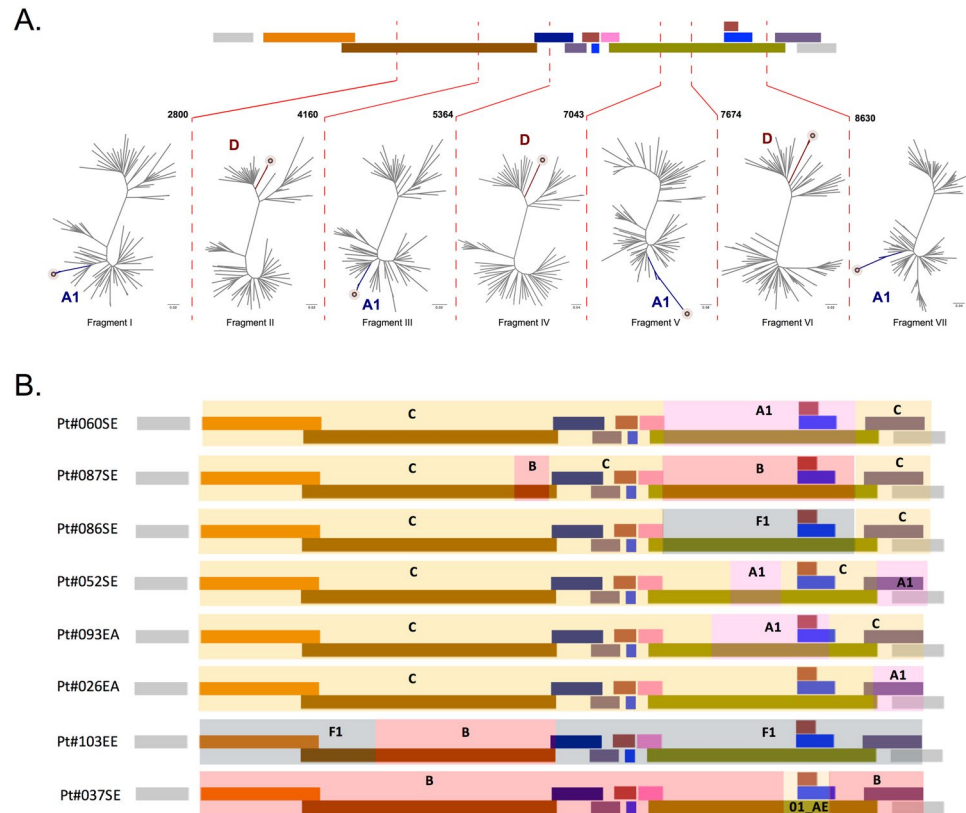 A.
2800 4160 5364 7043 7674 8630
D D D
A1 A1 A1 A1
Fragment I Fragment II Fragment III Fragment IV Fragment V Fragment VI Fragment VII
B.
Pt#060SE C A1 C
Pt#087SE C B C B C
Pt#086SE C F1 C
Pt#052SE C A1 C A1
Pt#093EA C A1 C
Pt#026EA C A1
Pt#103EE F1 B F1
Pt#037SE B 01_AE B